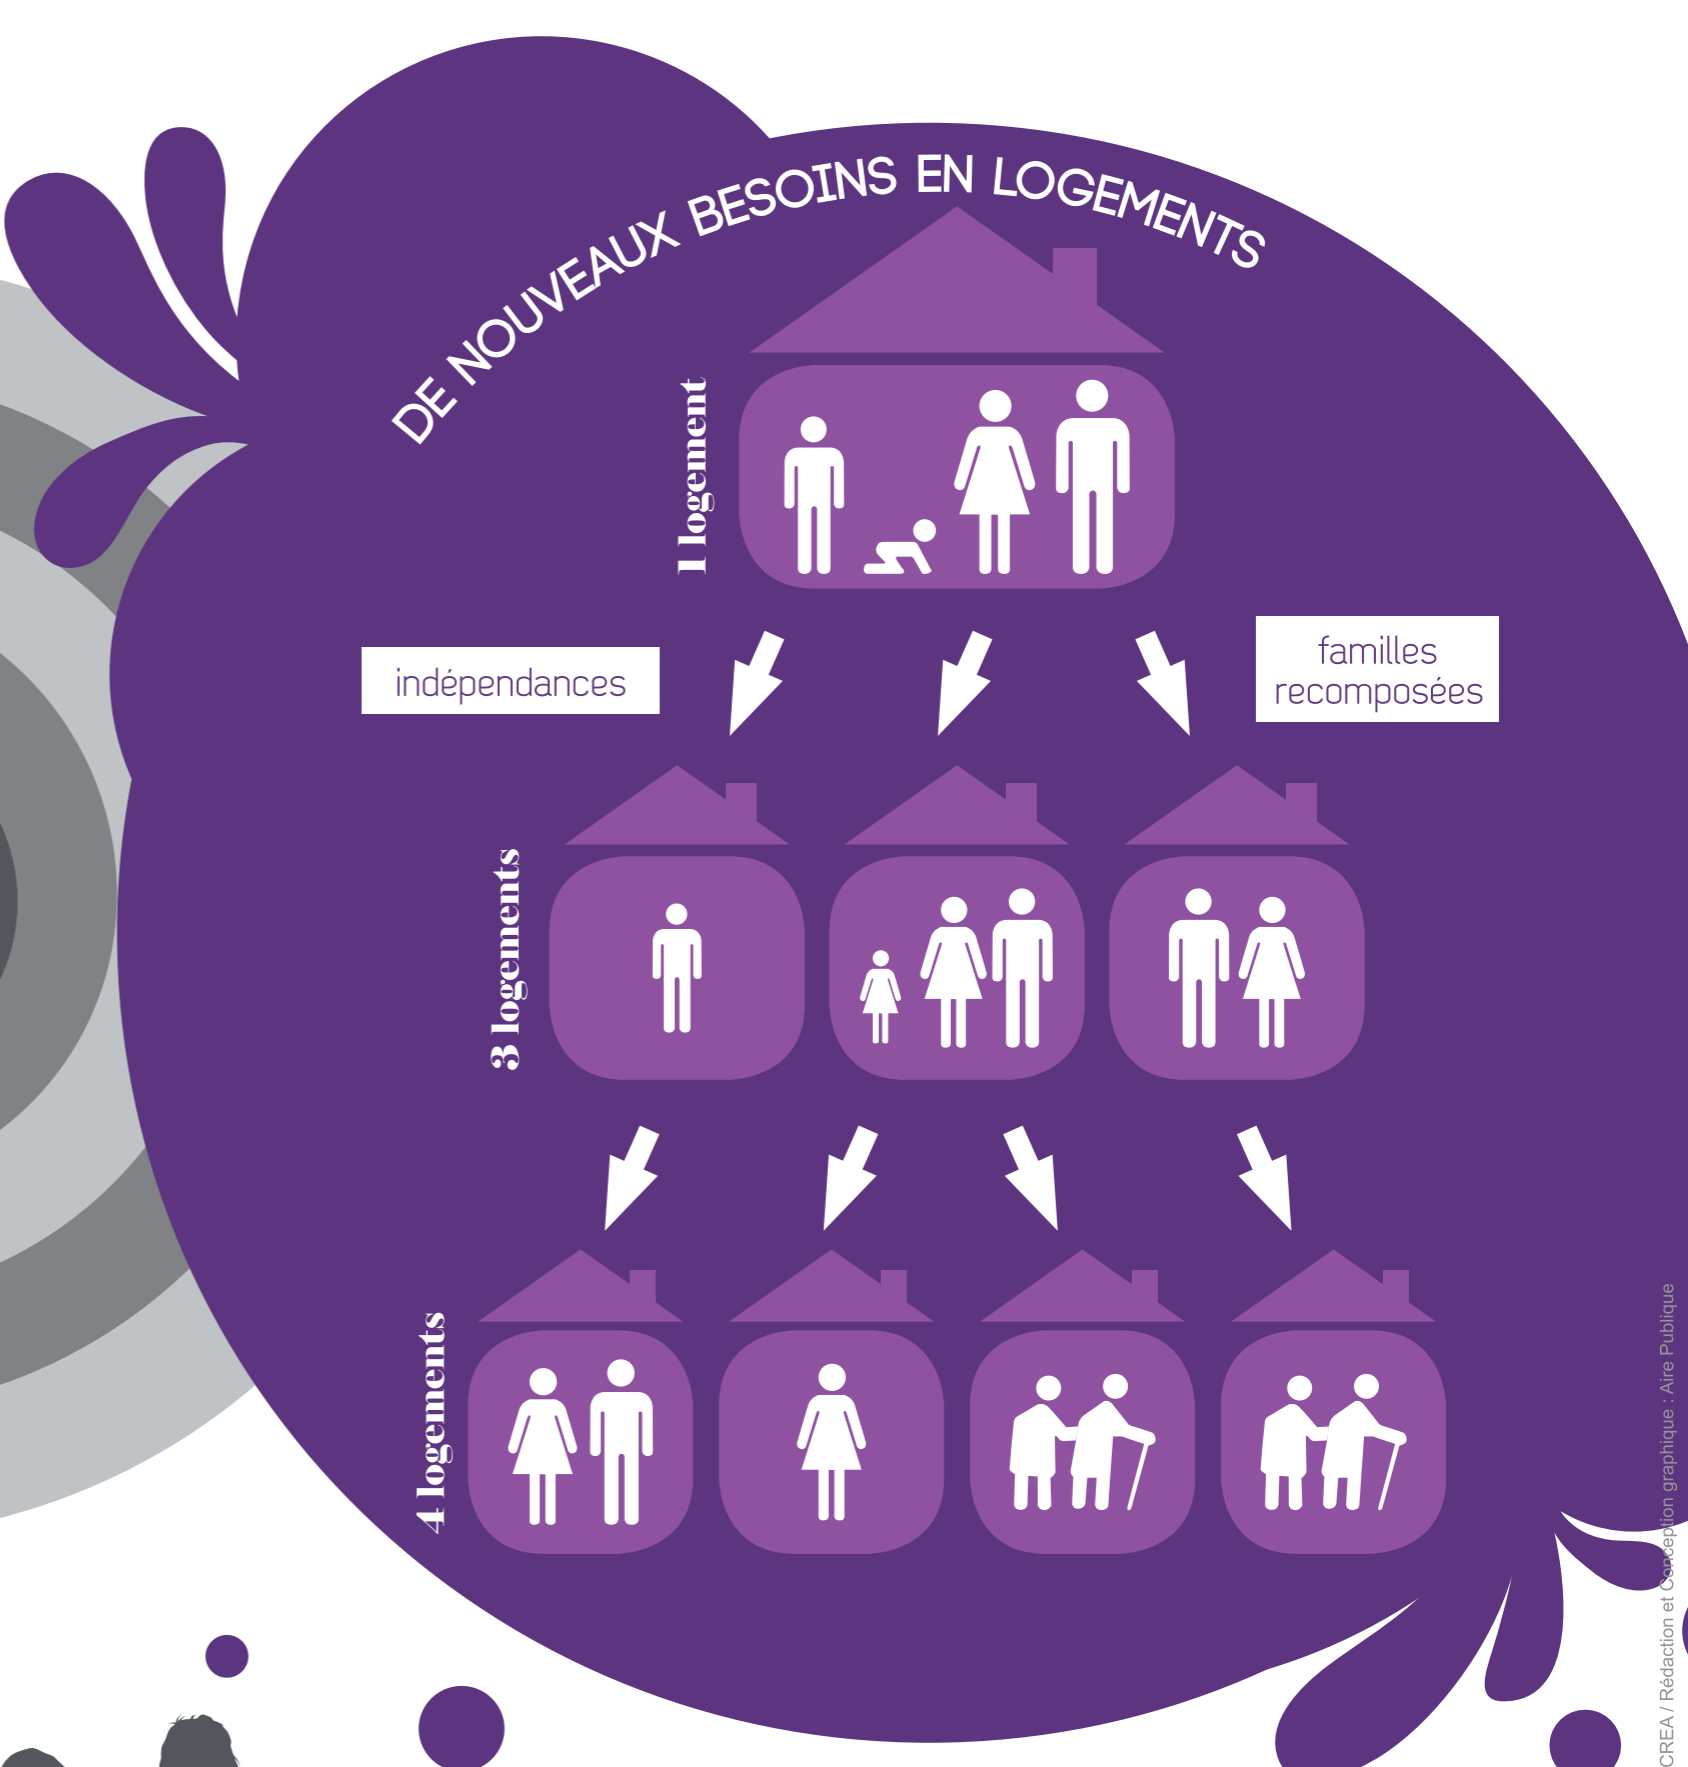 DE NOUVEAUX BESOINS EN LOGEMENTS
1 logement
indépendances
familles
recomposées
3 logements
4 logements
CREA / Rédaction et Conception graphique : Aire Publique